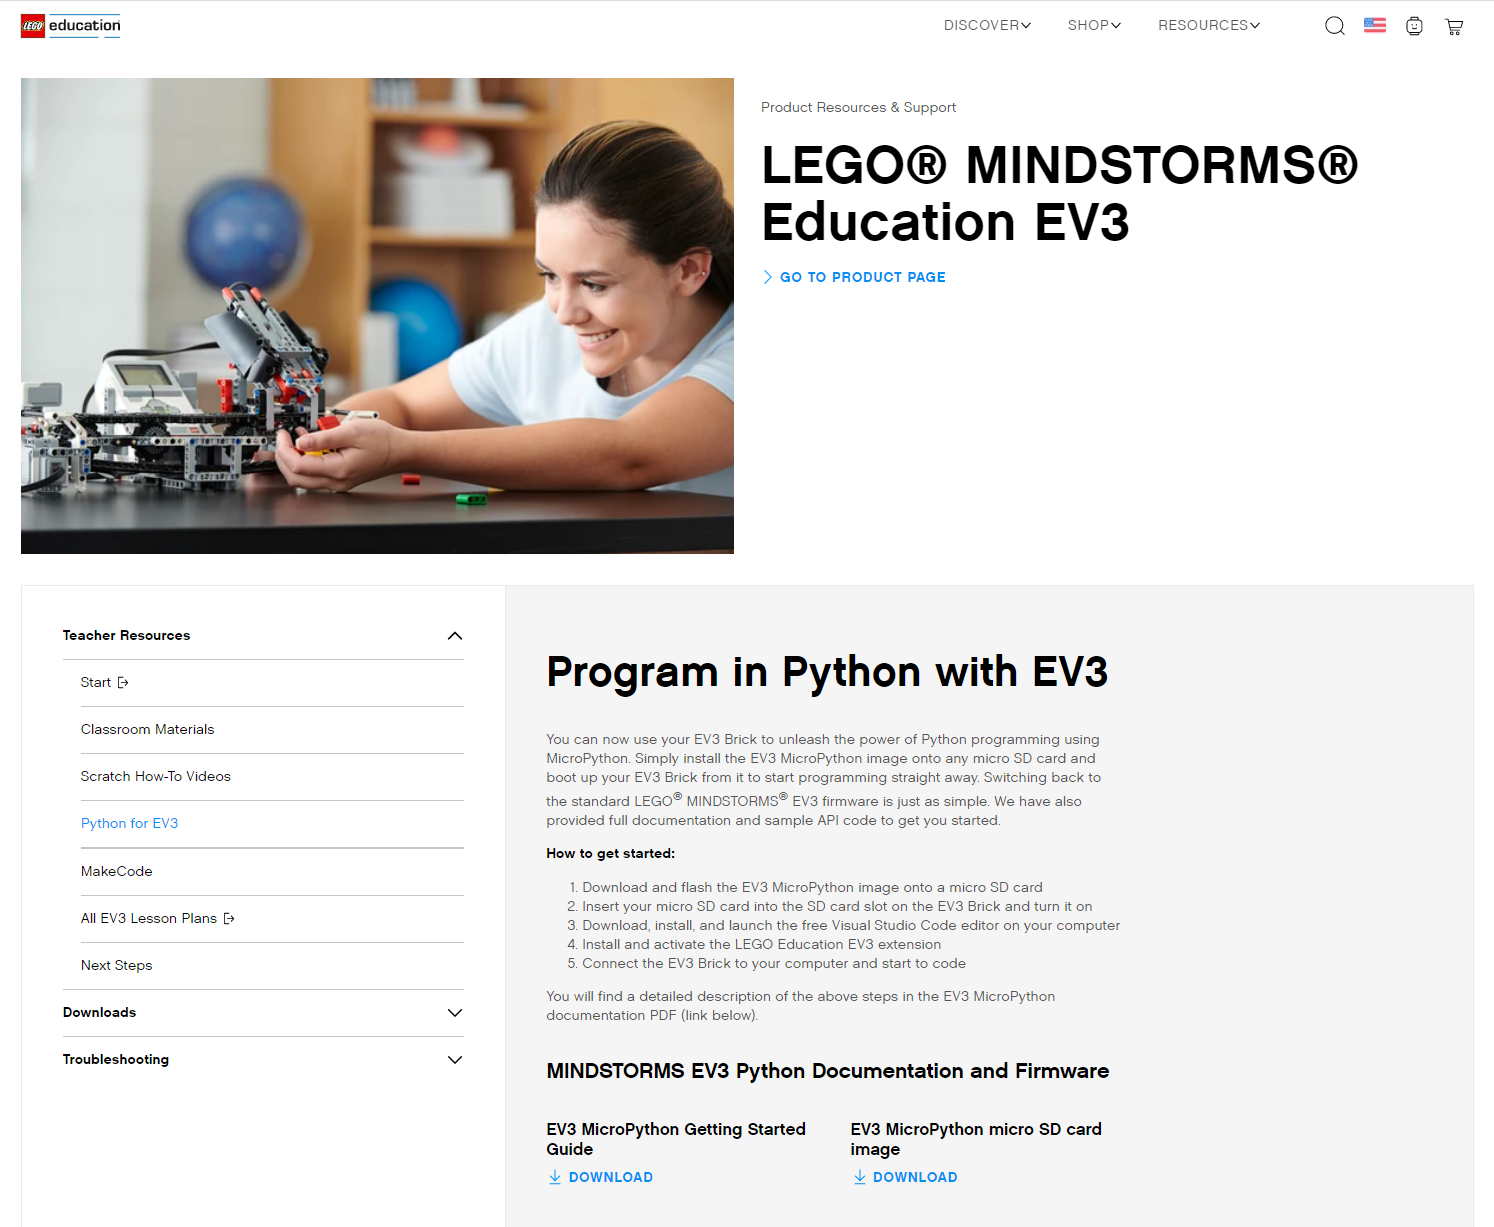 LEGO education
DISCOVER
SHOP
RESOURCES
Product Resources & Support
LEGO® MINDSTORMS®
Education EV3
GO TO PRODUCT PAGE
Teacher Resources
Start
Classroom Materials
Scratch How-To Videos
Python for EV3
MakeCode
All EV3 Lesson Plans
Next Steps
Downloads
Troubleshooting
Program in Python with EV3
You can now use your EV3 Brick to unleash the power of Python programming using
MicroPython. Simply install the EV3 MicroPython image onto any micro SD card and
boot up your EV3 Brick from it to start programming straight away. Switching back to
the standard LEGO® MINDSTORMS® EV3 firmware is just as simple. We have also
provided full documentation and sample API code to get you started.
How to get started:
1. Download and flash the EV3 MicroPython image onto a micro SD card
2. Insert your micro SD card into the SD card slot on the EV3 Brick and turn it on
3. Download, install, and launch the free Visual Studio Code editor on your computer
4. Install and activate the LEGO Education EV3 extension
5. Connect the EV3 Brick to your computer and start to code
You will find a detailed description of the above steps in the EV3 MicroPython
documentation PDF (link below).
MINDSTORMS EV3 Python Documentation and Firmware
EV3 MicroPython Getting Started
Guide
DOWNLOAD
EV3 MicroPython micro SD card
image
DOWNLOAD